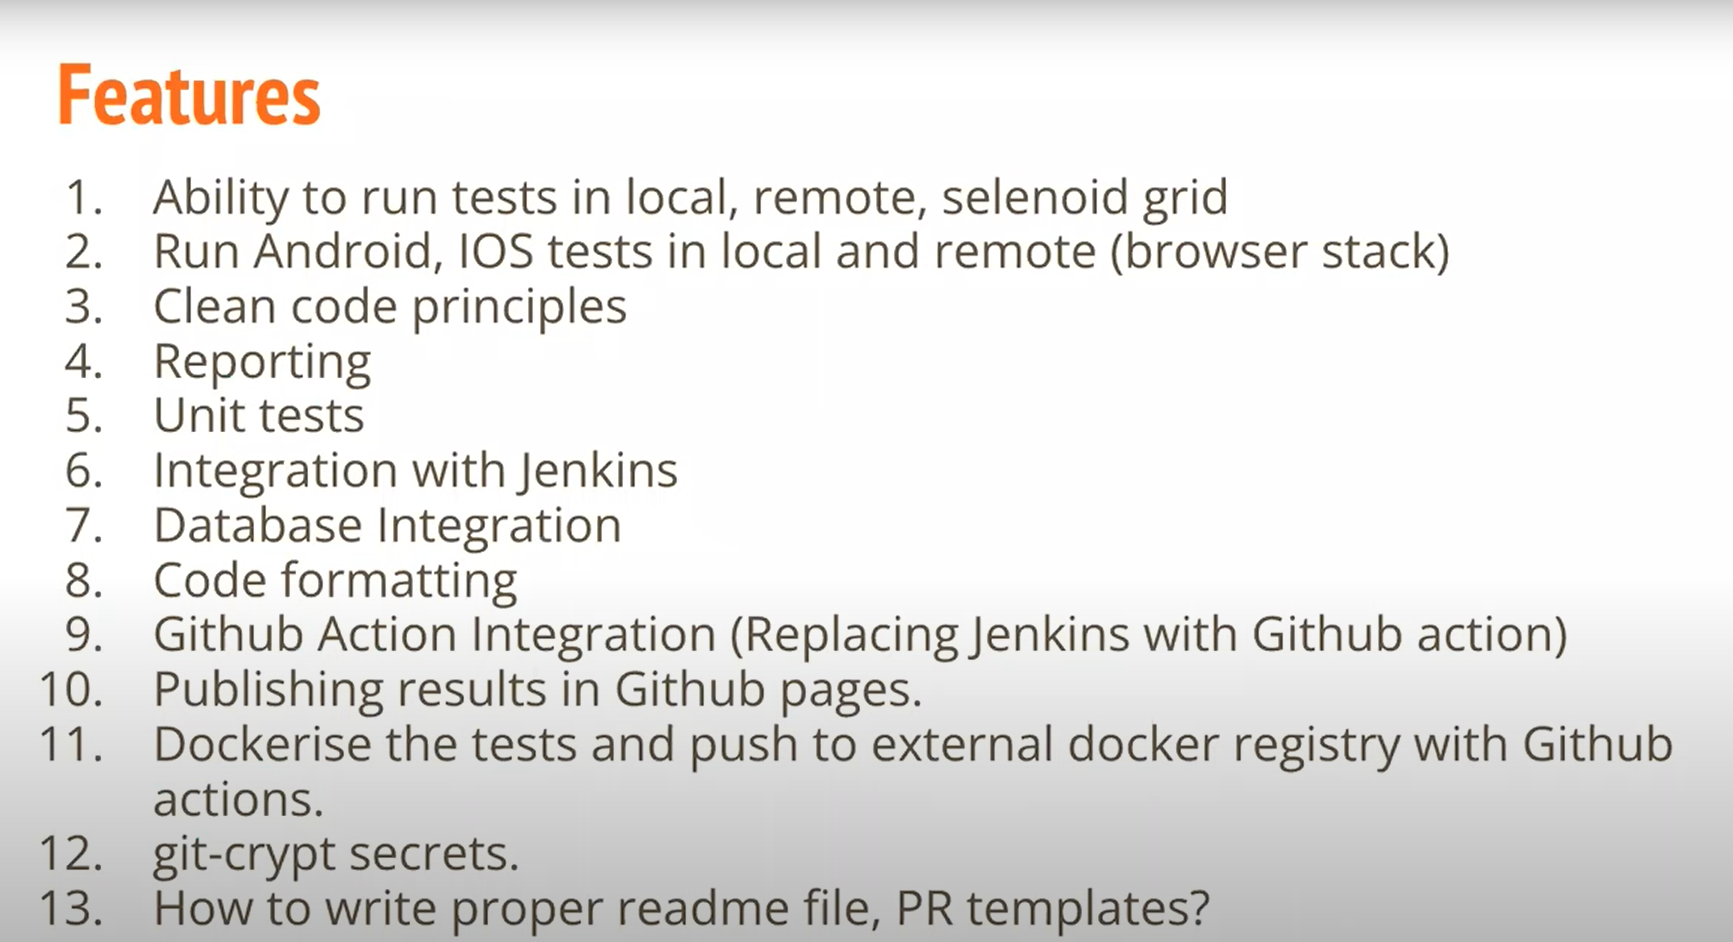 Features
1. Ability to run tests in local, remote, selenoid grid
2. Run Android, IOS tests in local and remote (browser stack)
3. Clean code principles
4. Reporting
5. Unit tests
6. Integration with Jenkins
7. Database Integration
8. Code formatting
9. Github Action Integration (Replacing Jenkins with Github action)
10. Publishing results in Github pages.
11. Dockerise the tests and push to external docker registry with Github
actions.
12. git-crypt secrets.
13. How to write proper readme file, PR templates?